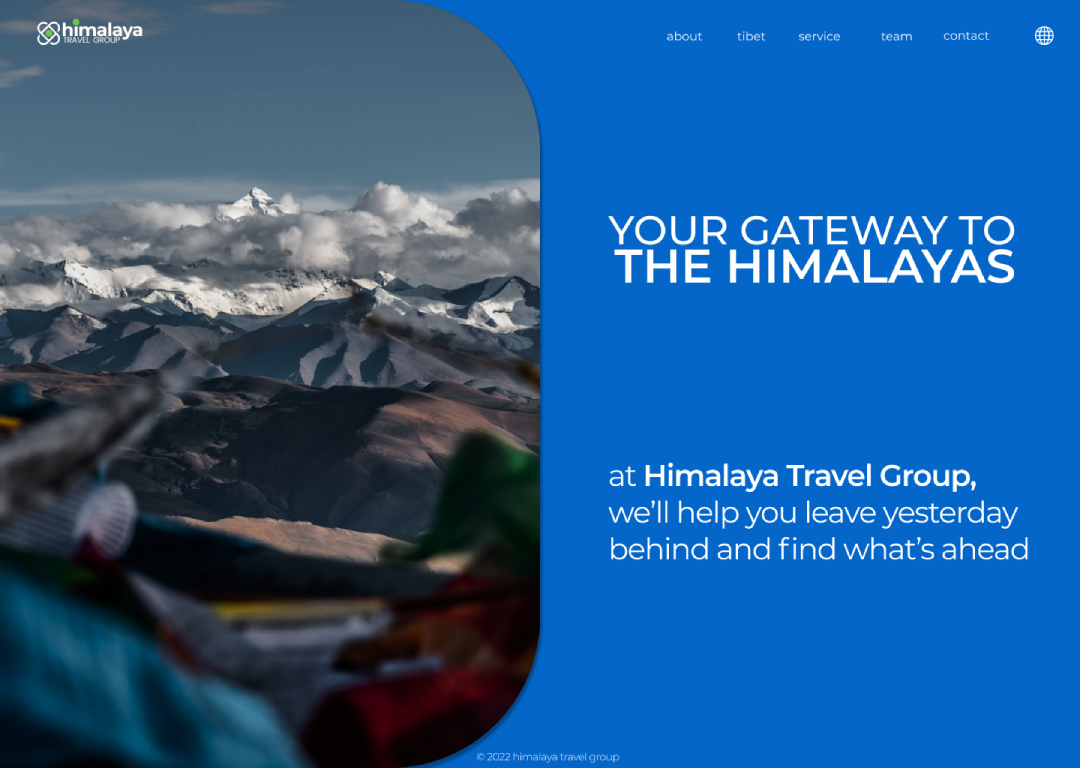 himalaya
TRAVEL GROUP
about tibet service team contact
YOUR GATEWAY TO
THE HIMALAYAS
at Himalaya Travel Group,
we’ll help you leave yesterday
behind and find what’s ahead
© 2022 himalaya travel group